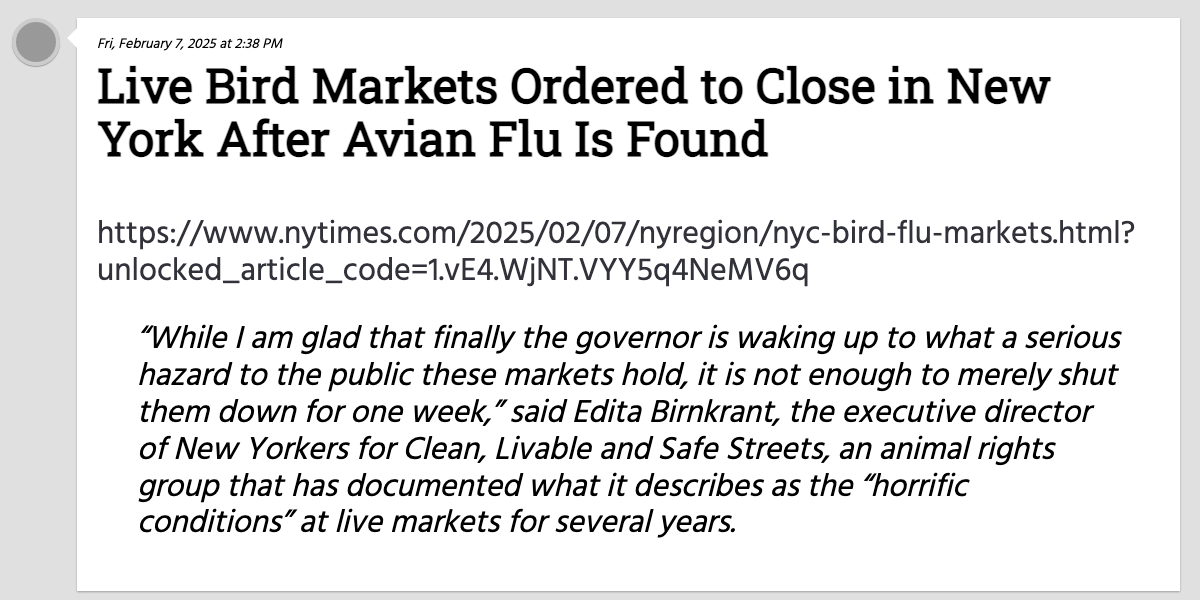 Fri, February 7, 2025 at 2:38 PM
Live Bird Markets Ordered to Close in New
York After Avian Flu Is Found
https://www.nytimes.com/2025/02/07/nyregion/nyc-bird-flu-markets.html?
unlocked_article_code=1.vE4.WjNT.VYY5q4NeMV6q
“While I am glad that finally the governor is waking up to what a serious
hazard to the public these markets hold, it is not enough to merely shut
them down for one week,” said Edita Birnkrant, the executive director
of New Yorkers for Clean, Livable and Safe Streets, an animal rights
group that has documented what it describes as the “horrific
conditions” at live markets for several years.